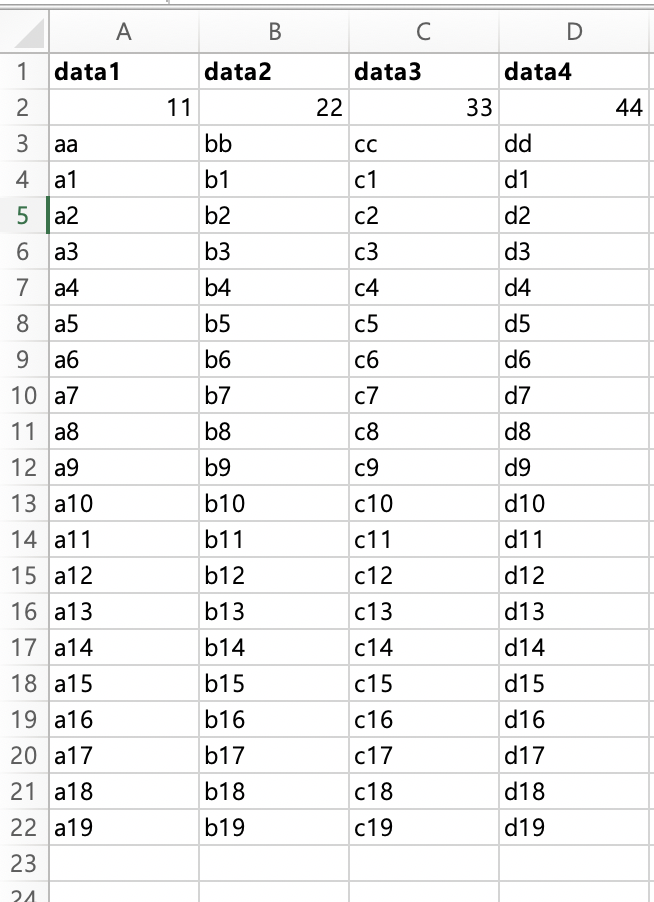 A B C D
1 data1 data2 data3 data4
2 11 22 33 44
3 aa bb cc dd
4 a1 b1 c1 d1
5 a2 b2 c2 d2
6 a3 b3 c3 d3
7 a4 b4 c4 d4
8 a5 b5 c5 d5
9 a6 b6 c6 d6
10 a7 b7 c7 d7
11 a8 b8 c8 d8
12 a9 b9 c9 d9
13 a10 b10 c10 d10
14 a11 b11 c11 d11
15 a12 b12 c12 d12
16 a13 b13 c13 d13
17 a14 b14 c14 d14
18 a15 b15 c15 d15
19 a16 b16 c16 d16
20 a17 b17 c17 d17
21 a18 b18 c18 d18
22 a19 b19 c19 d19
23
24